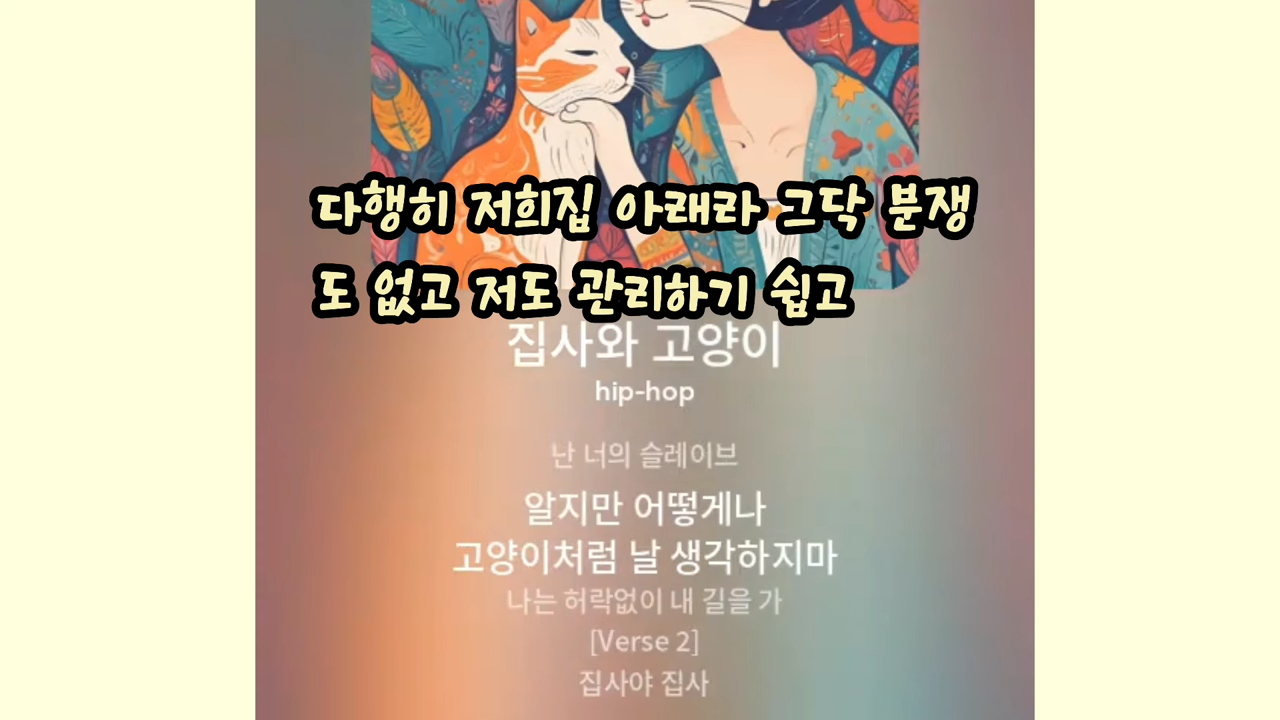 다행히 저희집 아래라 그닥 분쟁
도 없고 저도 관리하기 쉽고
집사와 고양이
hip-hop
난 너의 슬레이브
알지만 어떻게나
고양이처럼 날 생각하지마
나는 허락없이 내 길을 가
[Verse 2]
집사야 집사